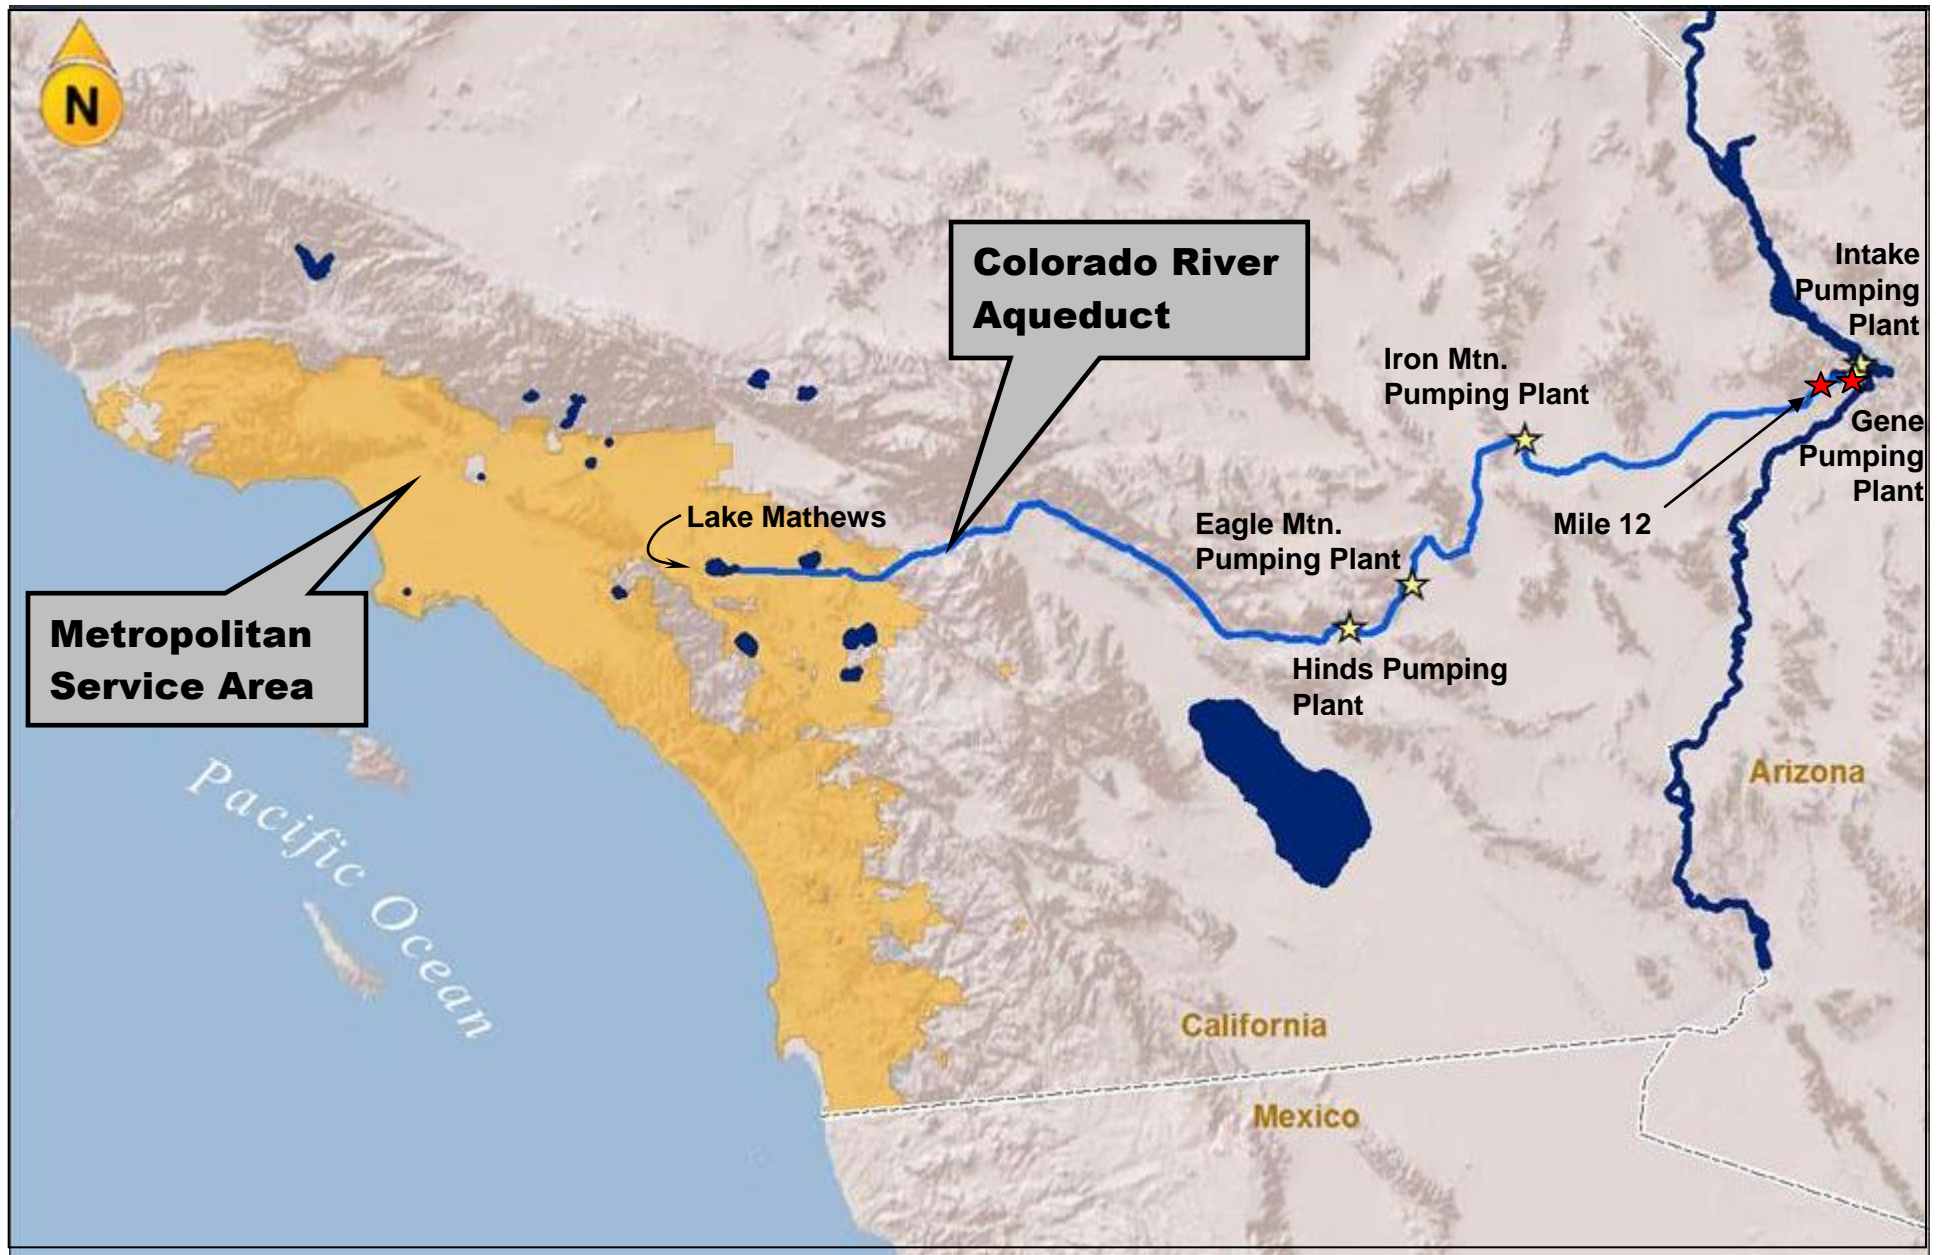 N
Colorado River
Aqueduct
Intake
Pumping
Plant
Iron Mtn.
Pumping Plant
Gene
Pumping
Plant
Lake Mathews
Eagle Mtn.
Pumping Plant
Mile 12
Metropolitan
Service Area
Hinds Pumping
Plant
Pacific Ocean
Arizona
California
Mexico